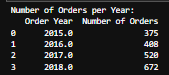 Number of Orders per Year:
Order Year Number of Orders
0 2015.0 375
1 2016.0 408
2 2017.0 520
3 2018.0 672